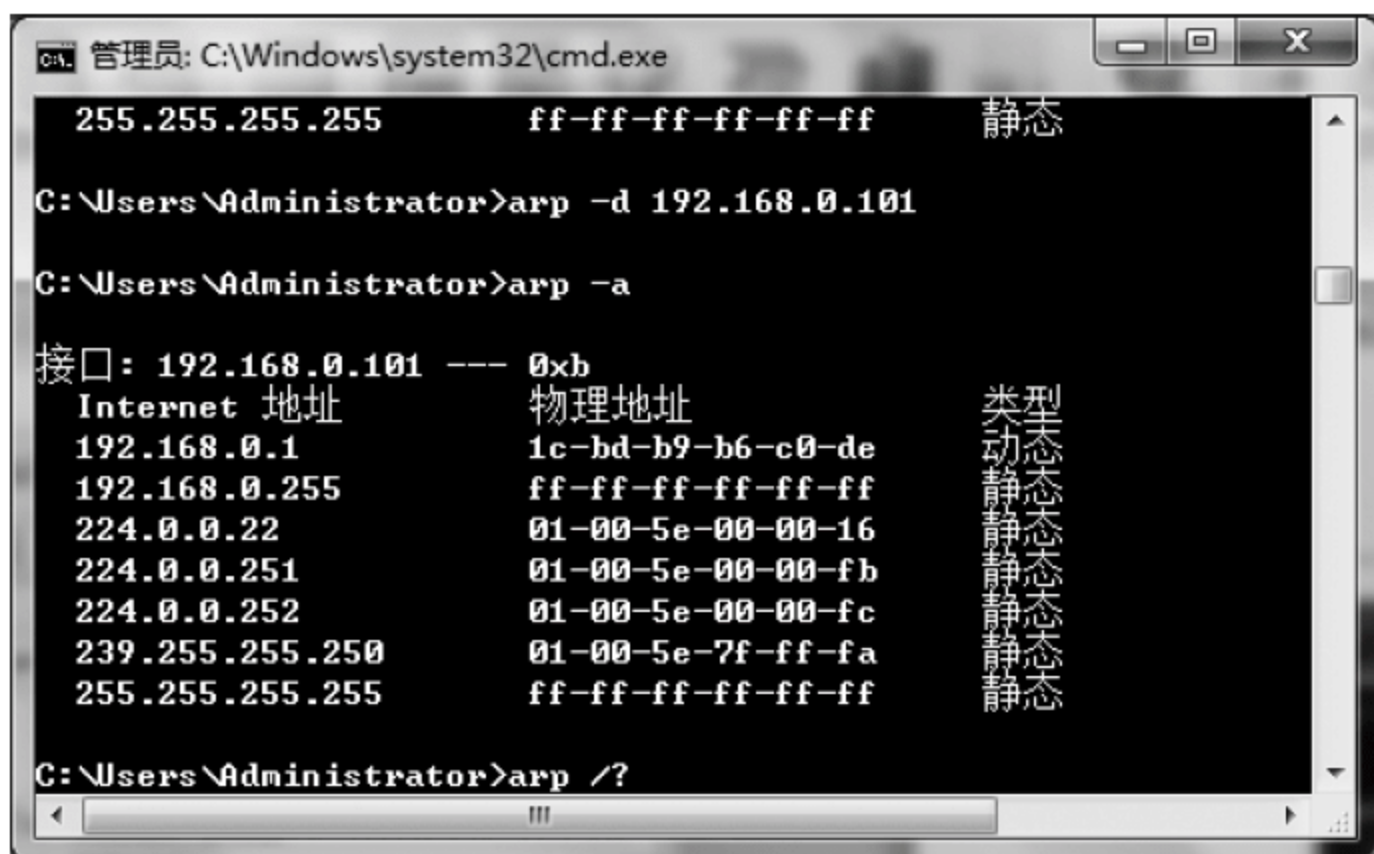 管理员: C:\Windows\system32\cmd.exe
255.255.255.255 ff-ff-ff-ff-ff-ff 静态
C:\Users\Administrator>arp -d 192.168.0.101
C:\Users\Administrator>arp -a
接口: 192.168.0.101 --- 0xb
Internet 地址 物理地址 类型
192.168.0.1 1c-bd-b9-b6-c0-de 动态
192.168.0.255 ff-ff-ff-ff-ff-ff 静态
224.0.0.22 01-00-5e-00-00-16 静态
224.0.0.251 01-00-5e-00-00-fb 静态
224.0.0.252 01-00-5e-00-00-fc 静态
239.255.255.250 01-00-5e-7f-ff-fa 静态
255.255.255.255 ff-ff-ff-ff-ff-ff 静态
C:\Users\Administrator>arp /?